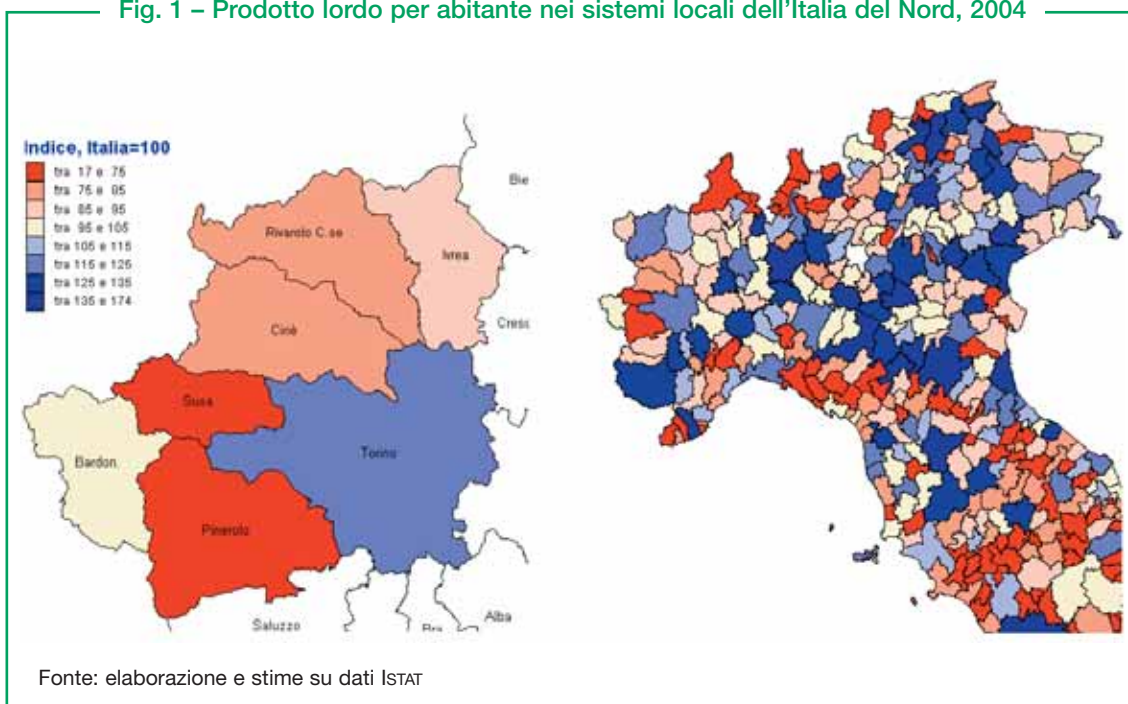 Fig. 1 – Prodotto lordo per abitante nei sistemi locali dell'Italia del Nord, 2004
Indice, Italia=100
tra 17 e 75
tra 75 e 85
tra 85 e 95
tra 95 e 105
tra 105 e 115
tra 115 e 125
tra 125 e 135
tra 135 e 174
Bie
Rivarolo C.se
Ivrea
Ciriè
Cresc
Susa
Bardon.
Torino
Pinerolo
Saluzzo
Bra
Alba
Fonte: elaborazione e stime su dati ISTAT